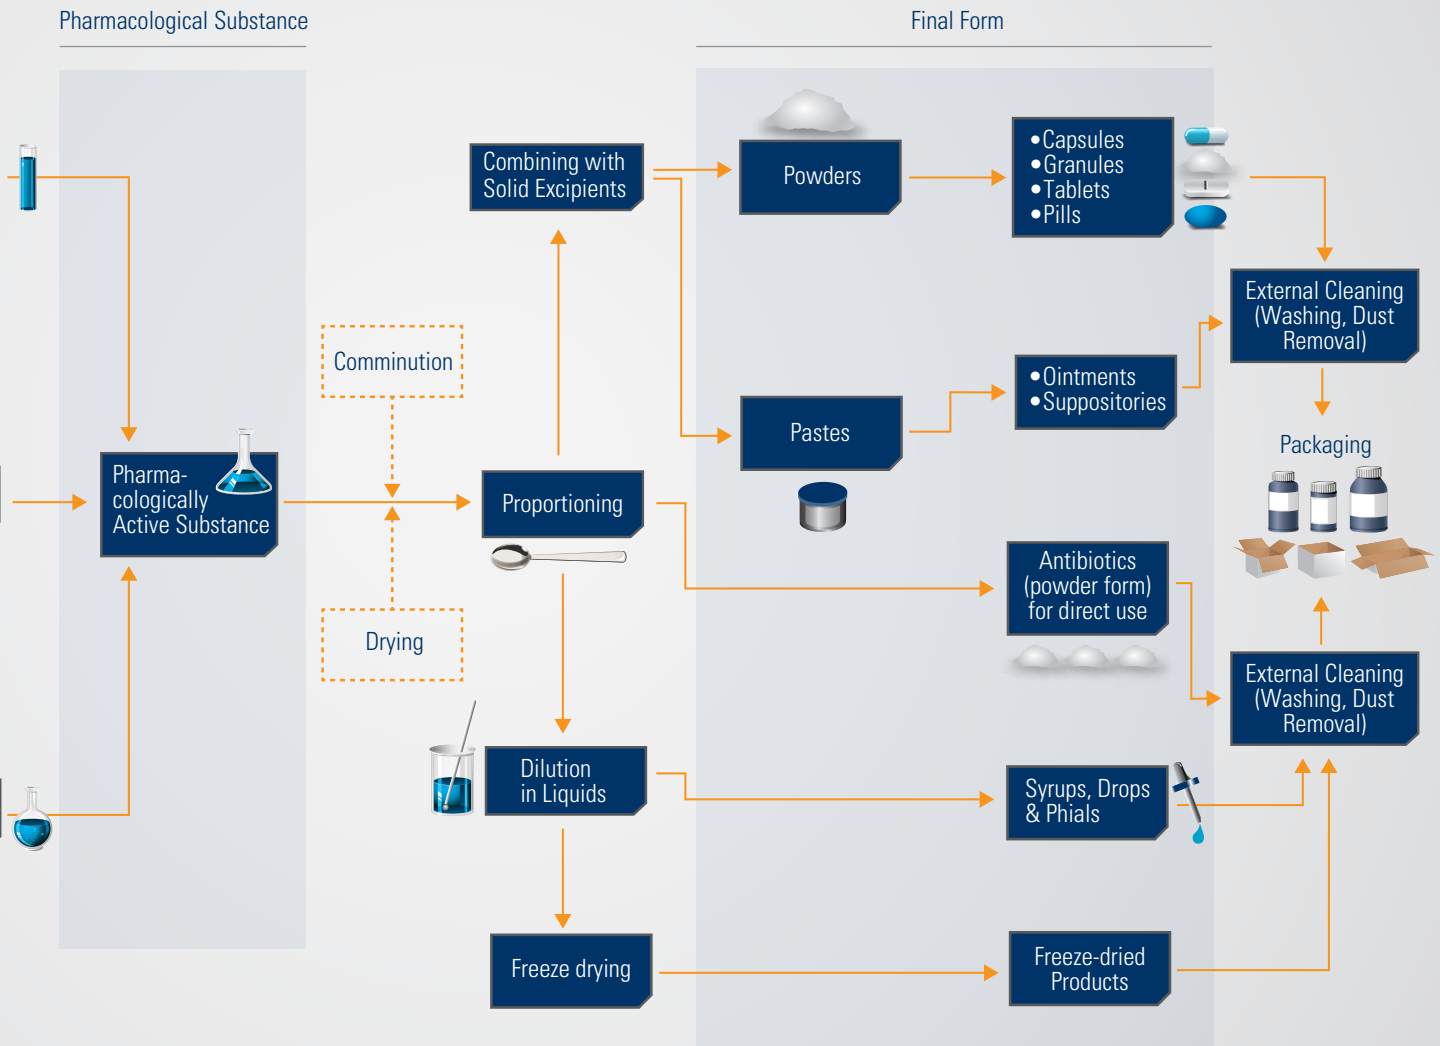 Pharmacological Substance
Final Form
Combining with
Solid Excipients
Powders
•Capsules
•Granules
•Tablets
•Pills
External Cleaning
(Washing, Dust
Removal)
Comminution
•Ointments
•Suppositories
Pastes
Packaging
Pharma-
cologically
Active Substance
Proportioning
Antibiotics
(powder form)
for direct use
Drying
External Cleaning
(Washing, Dust
Removal)
Dilution
in Liquids
Syrups, Drops
& Phials
Freeze drying
Freeze-dried
Products